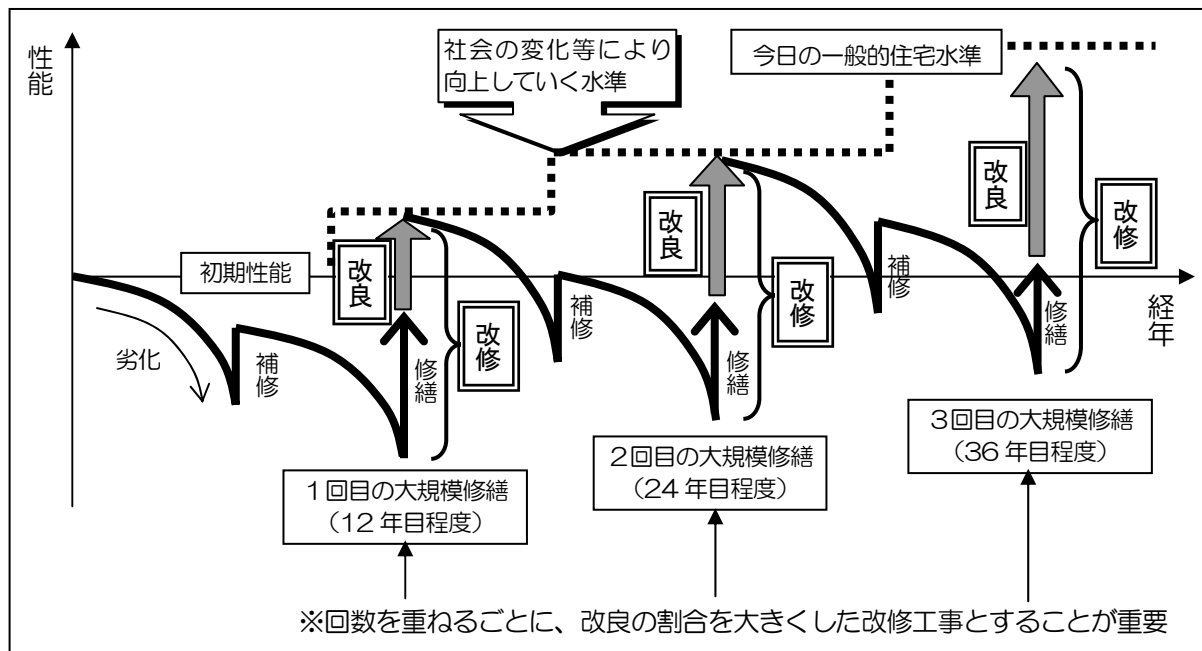 性能
社会の変化等により
向上していく水準
今日の一般的住宅水準
初期性能
劣化
補修
修繕
改良
改修
補修
修繕
改良
改修
補修
修繕
改良
改修
経年
1回目の大規模修繕
（12年目程度）
2回目の大規模修繕
（24年目程度）
3回目の大規模修繕
（36年目程度）
※回数を重ねるごとに、改良の割合を大きくした改修工事とすることが重要